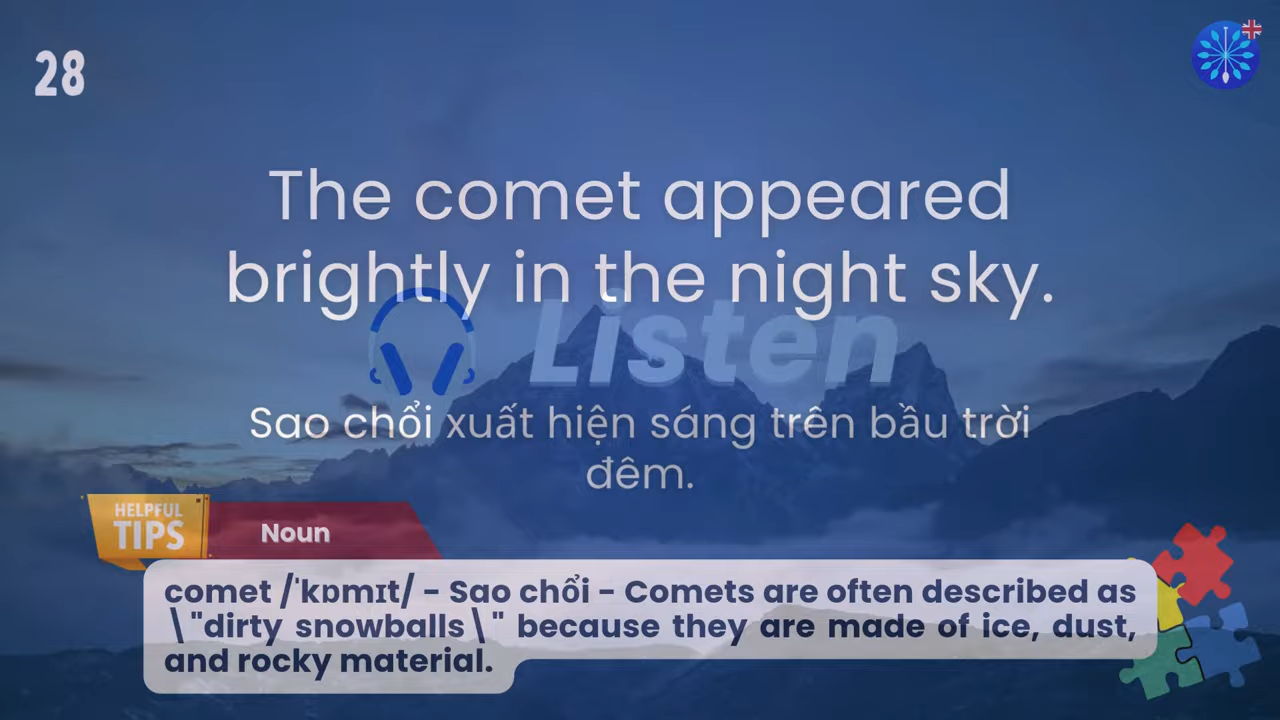 28
The comet appeared
brightly in the night sky.
Listen
Sao chổi xuất hiện sáng trên bầu trời
đêm.
HELPFUL
TIPS
Noun
comet /ˈkɒmɪt/ - Sao chổi - Comets are often described as
\"dirty snowballs\" because they are made of ice, dust,
and rocky material.